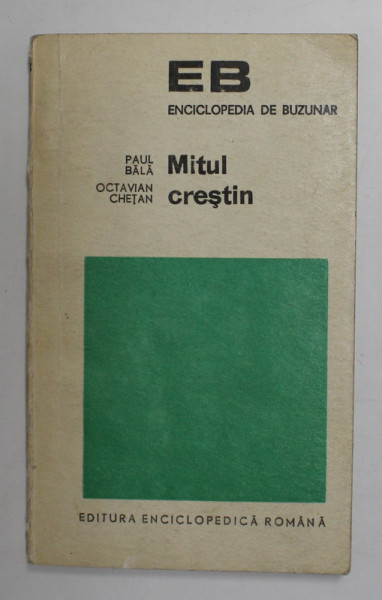 EB
ENCICLOPEDIA DE BUZUNAR
PAUL
BĂLĂ
OCTAVIAN
CHEȚAN
Mitul
creștin
EDITURA ENCICLOPEDICĂ ROMÂNĂ